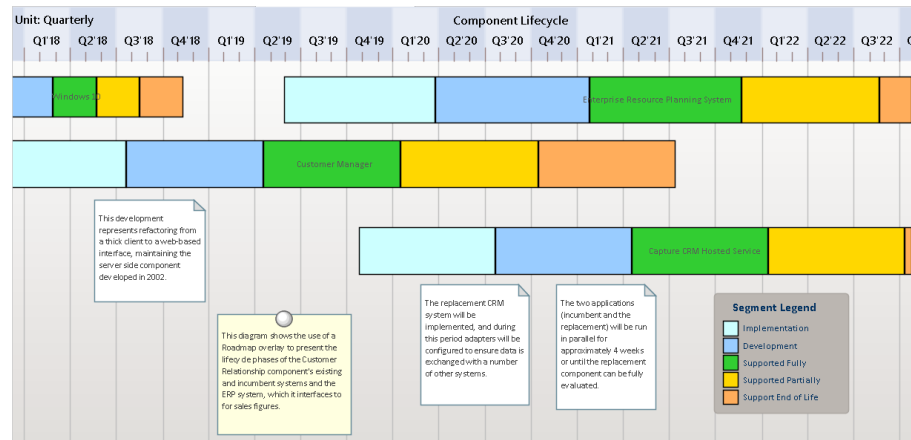 Unit: Quarterly
Component Lifecycle
Q1'18 Q2'18 Q3'18 Q4'18 Q1'19 Q2'19 Q3'19 Q4'19 Q1'20 Q2'20 Q3'20 Q4'20 Q1'21 Q2'21 Q3'21 Q4'21 Q1'22 Q2'22 Q3'22
Windows 10
Enterprise Resource Planning System
Customer Manager
Capture CRM Hosted Service
This development
represents refactoring from
a thick client to a web-based
interface, maintaining the
server side component
developed in 2002.
This diagram shows the use of a
Roadmap overlay to present the
lifecycle phases of the Customer
Relationship component's existing
and incumbent systems and the
ERP system, which it interfaces to
for sales figures.
The replacement CRM
system will be
implemented, and during
this period adapters will be
configured to ensure data is
exchanged with a number
of other systems.
The two applications
(incumbent and the
replacement) will be run
in parallel for
approximately 4 weeks
or until the replacement
component can be fully
evaluated.
Segment Legend
Implementation
Development
Supported Fully
Supported Partially
Support End of Life